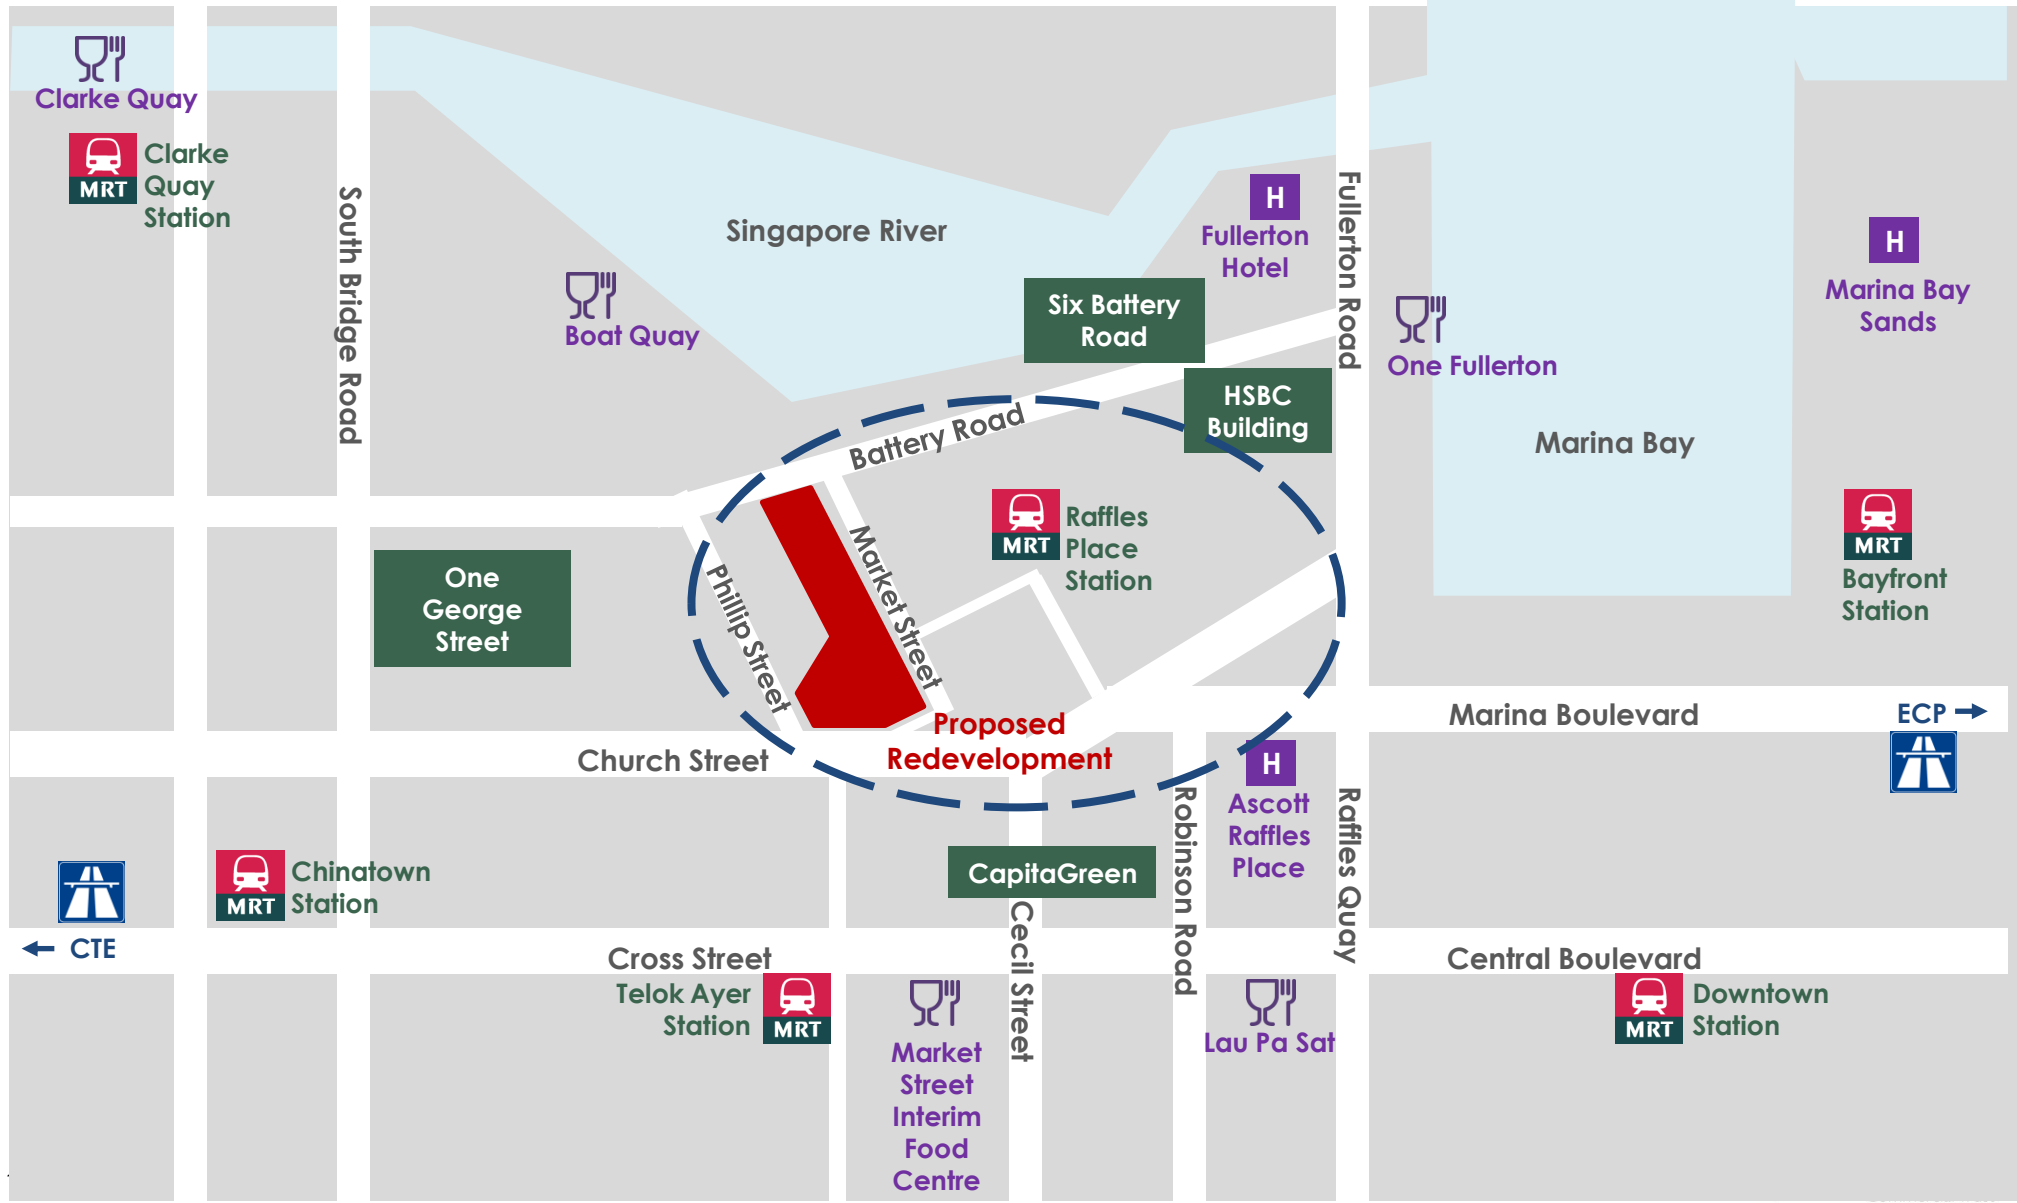 Clarke Quay
MRT
Clarke
Quay
Station
South Bridge Road
Singapore River
Boat Quay
H
Fullerton
Hotel
Fullerton Road
Six Battery
Road
HSBC
Building
One Fullerton
H
Marina Bay
Sands
Marina Bay
Battery Road
MRT
Raffles
Place
Station
MRT
Bayfront
Station
One
George
Street
Phillip Street
Market Street
Proposed
Redevelopment
Church Street
Marina Boulevard
ECP
H
Ascott
Raffles
Place
Robinson Road
Raffles Quay
CapitaGreen
Cecil Street
MRT
Chinatown
Station
CTE
Cross Street
Central Boulevard
Telok Ayer
Station
MRT
Market
Street
Interim
Food
Centre
Lau Pa Sat
MRT
Downtown
Station